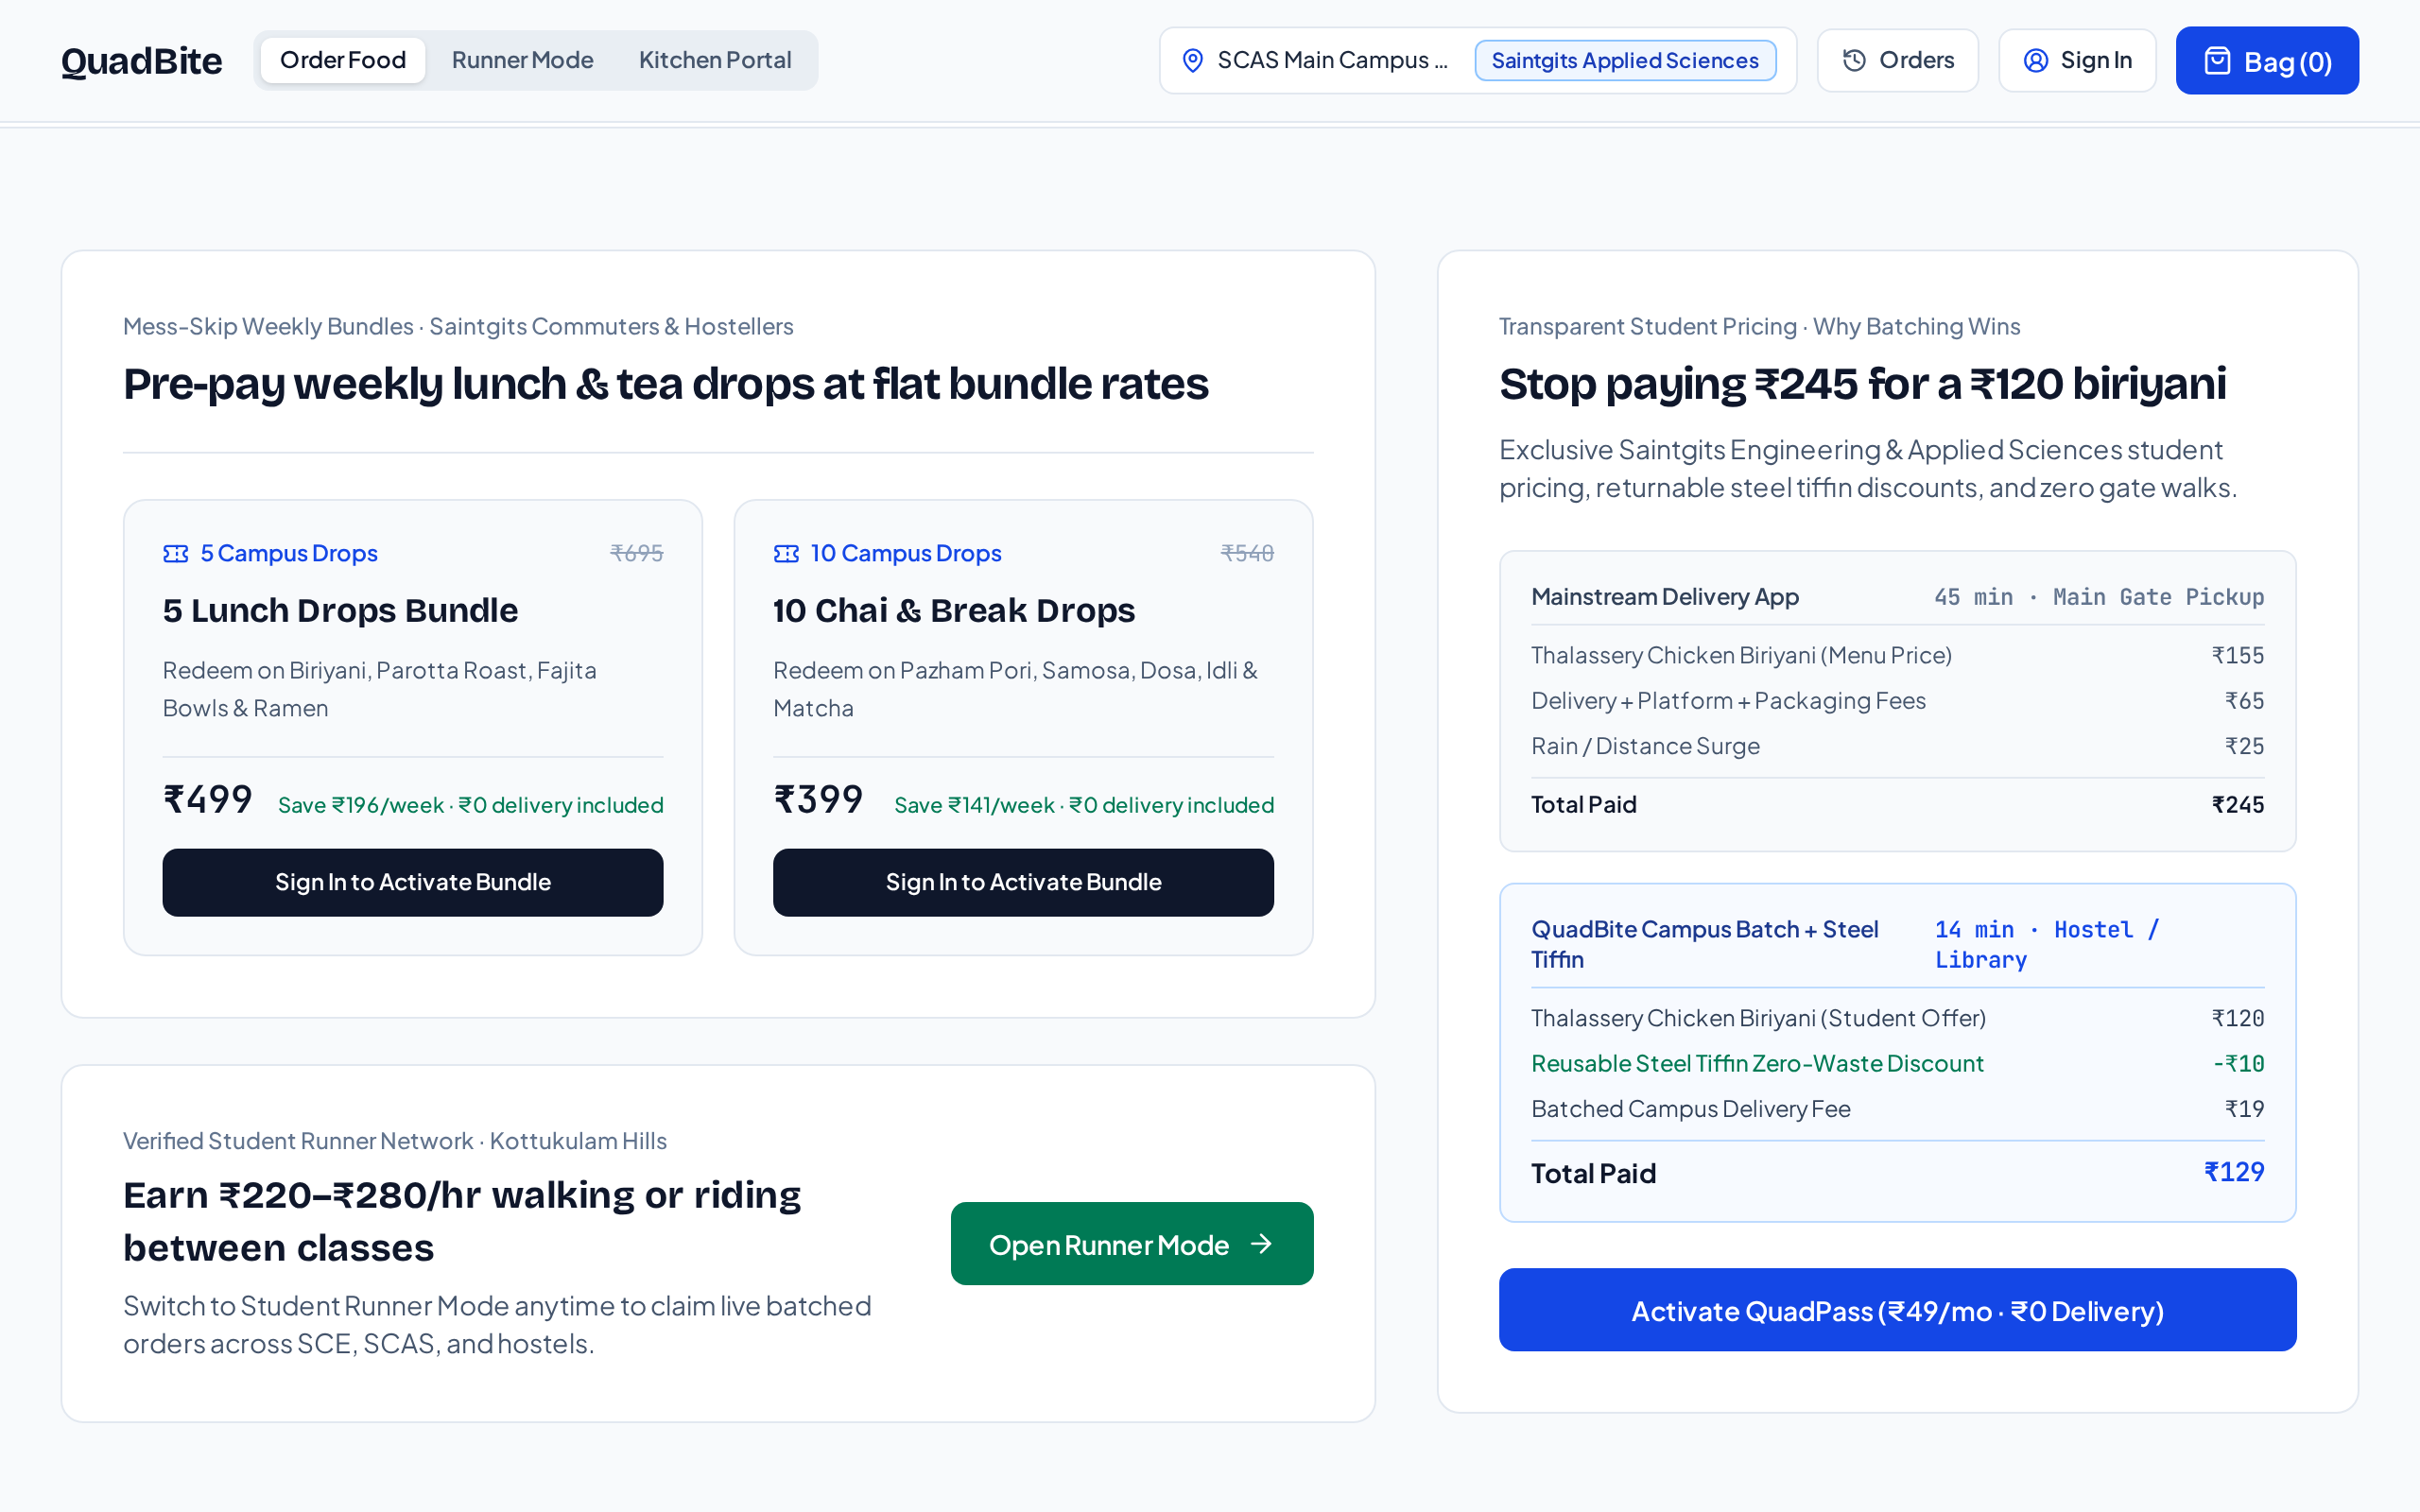 QuadBite
Order Food
Runner Mode
Kitchen Portal
SCAS Main Campus ...
Saintgits Applied Sciences
Orders
Sign In
Bag (0)
Mess-Skip Weekly Bundles · Saintgits Commuters & Hostellers
Pre-pay weekly lunch & tea drops at flat bundle rates
5 Campus Drops
₹695
5 Lunch Drops Bundle
Redeem on Biriyani, Parotta Roast, Fajita
Bowls & Ramen
₹499
Save ₹196/week · ₹0 delivery included
Sign In to Activate Bundle
10 Campus Drops
₹540
10 Chai & Break Drops
Redeem on Pazham Pori, Samosa, Dosa, Idli &
Matcha
₹399
Save ₹141/week · ₹0 delivery included
Sign In to Activate Bundle
Verified Student Runner Network · Kottukulam Hills
Earn ₹220–₹280/hr walking or riding
between classes
Switch to Student Runner Mode anytime to claim live batched
orders across SCE, SCAS, and hostels.
Open Runner Mode
Transparent Student Pricing · Why Batching Wins
Stop paying ₹245 for a ₹120 biriyani
Exclusive Saintgits Engineering & Applied Sciences student
pricing, returnable steel tiffin discounts, and zero gate walks.
Mainstream Delivery App
45 min · Main Gate Pickup
Thalassery Chicken Biriyani (Menu Price) ₹155
Delivery + Platform + Packaging Fees ₹65
Rain / Distance Surge ₹25
Total Paid ₹245
QuadBite Campus Batch + Steel
Tiffin
14 min · Hostel /
Library
Thalassery Chicken Biriyani (Student Offer) ₹120
Reusable Steel Tiffin Zero-Waste Discount -₹10
Batched Campus Delivery Fee ₹19
Total Paid ₹129
Activate QuadPass (₹49/mo · ₹0 Delivery)